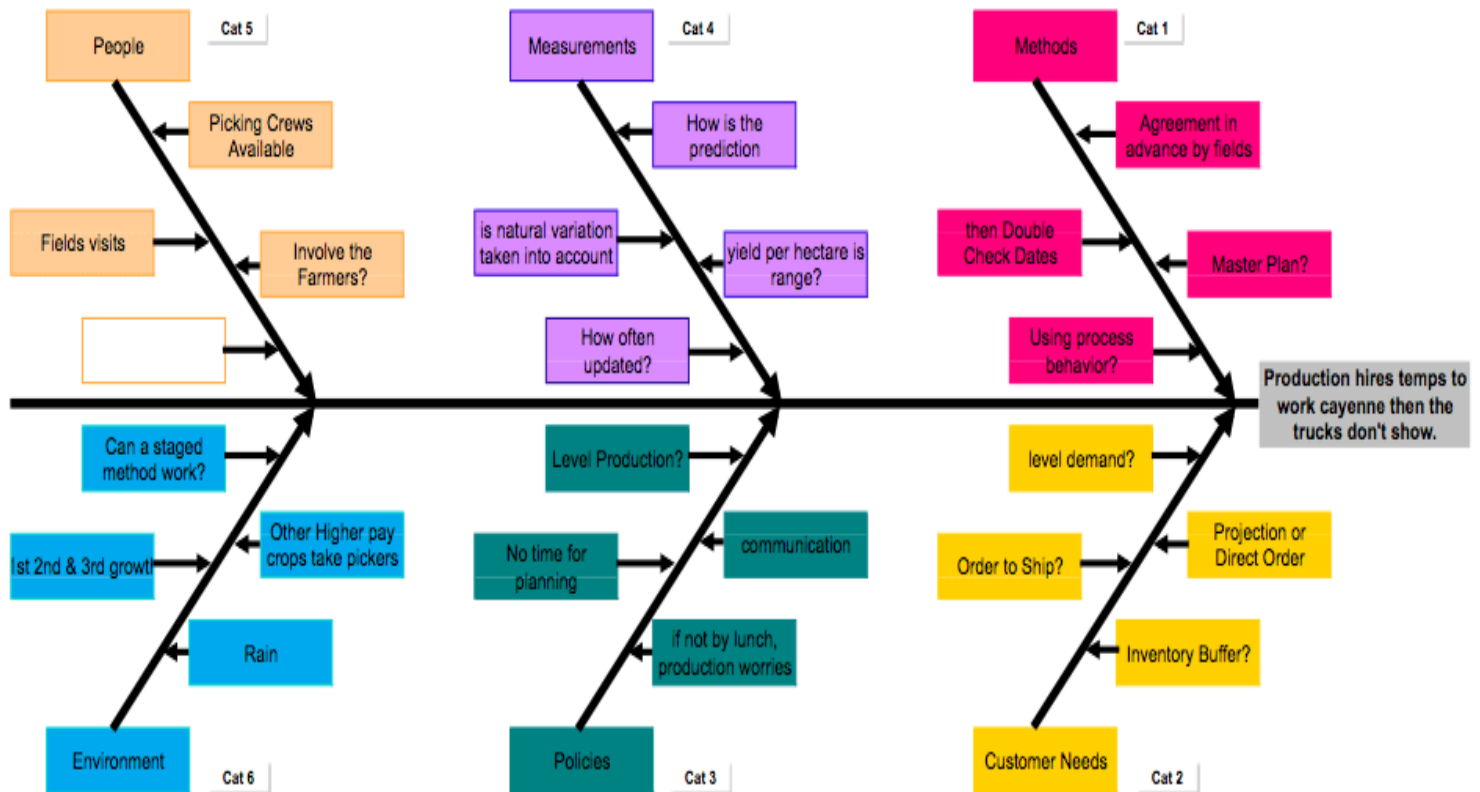 People
Cat 5
Measurements
Cat 4
Methods
Cat 1
Picking Crews
Available
How is the
prediction
Agreement in
advance by fields
Fields visits
Involve the
Farmers?
is natural variation
taken into account
yield per hectare is
range?
then Double
Check Dates
Master Plan?
How often
updated?
Using process
behavior?
Production hires temps to
work cayenne then the
trucks don't show.
Can a staged
method work?
Level Production?
level demand?
1st 2nd & 3rd growth
Other Higher pay
crops take pickers
No time for
planning
communication
Order to Ship?
Projection or
Direct Order
Rain
if not by lunch,
production worries
Inventory Buffer?
Environment
Cat 6
Policies
Cat 3
Customer Needs
Cat 2